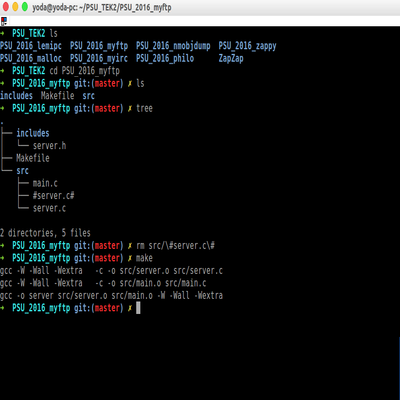 yoda@yoda-pc: ~/PSU_TEK2/PSU_2016_myftp
➜  PSU_TEK2 ls
PSU_2016_lemipc  PSU_2016_myftp  PSU_2016_nmobjdump  PSU_2016_zappy
PSU_2016_malloc  PSU_2016_myirc  PSU_2016_philo      ZapZap
➜  PSU_TEK2 cd PSU_2016_myftp
➜  PSU_2016_myftp git:(master) ✗ ls
includes  Makefile  src
➜  PSU_2016_myftp git:(master) ✗ tree
.
├── includes
│   └── server.h
├── Makefile
└── src
    ├── main.c
    ├── #server.c#
    └── server.c
2 directories, 5 files
➜  PSU_2016_myftp git:(master) ✗ rm src/\#server.c\#
➜  PSU_2016_myftp git:(master) ✗ make
gcc -W -Wall -Wextra   -c -o src/server.o src/server.c
gcc -W -Wall -Wextra   -c -o src/main.o src/main.c
gcc -o server src/server.o src/main.o -W -Wall -Wextra
➜  PSU_2016_myftp git:(master) ✗